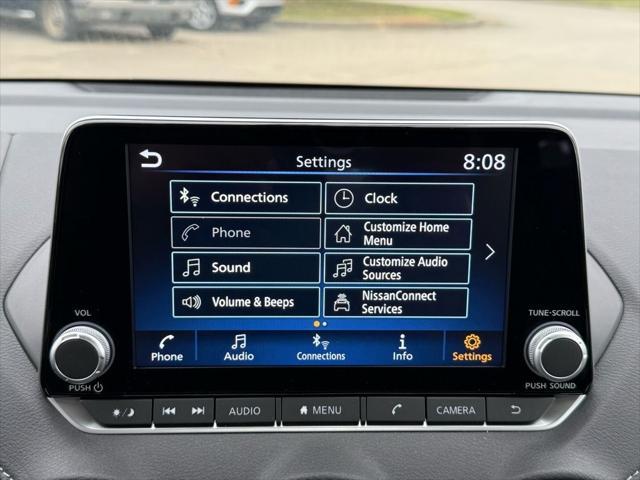 Settings
8:08
Connections
Clock
Phone
Customize Home
Menu
Sound
Customize Audio
Sources
Volume & Beeps
NissanConnect
Services
Phone
Audio
Connections
Info
Settings
VOL
PUSH
TUNE·SCROLL
PUSH SOUND
AUDIO
MENU
CAMERA